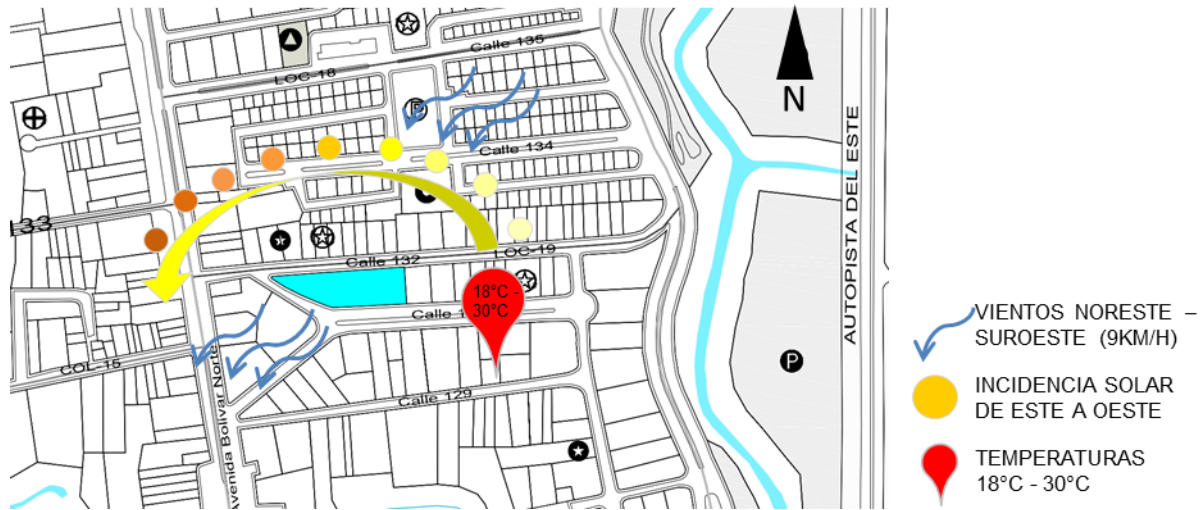 Calle 135
LOC-18
N
Calle 134
133
LOC-19
Calle 132
18°C -
30°C
Calle 1
COL-15
Calle 129
Avenida Bolívar Norte
AUTOPISTA DEL ESTE
P
VIENTOS NORESTE –
SUROESTE (9KM/H)
INCIDENCIA SOLAR
DE ESTE A OESTE
TEMPERATURAS
18°C - 30°C